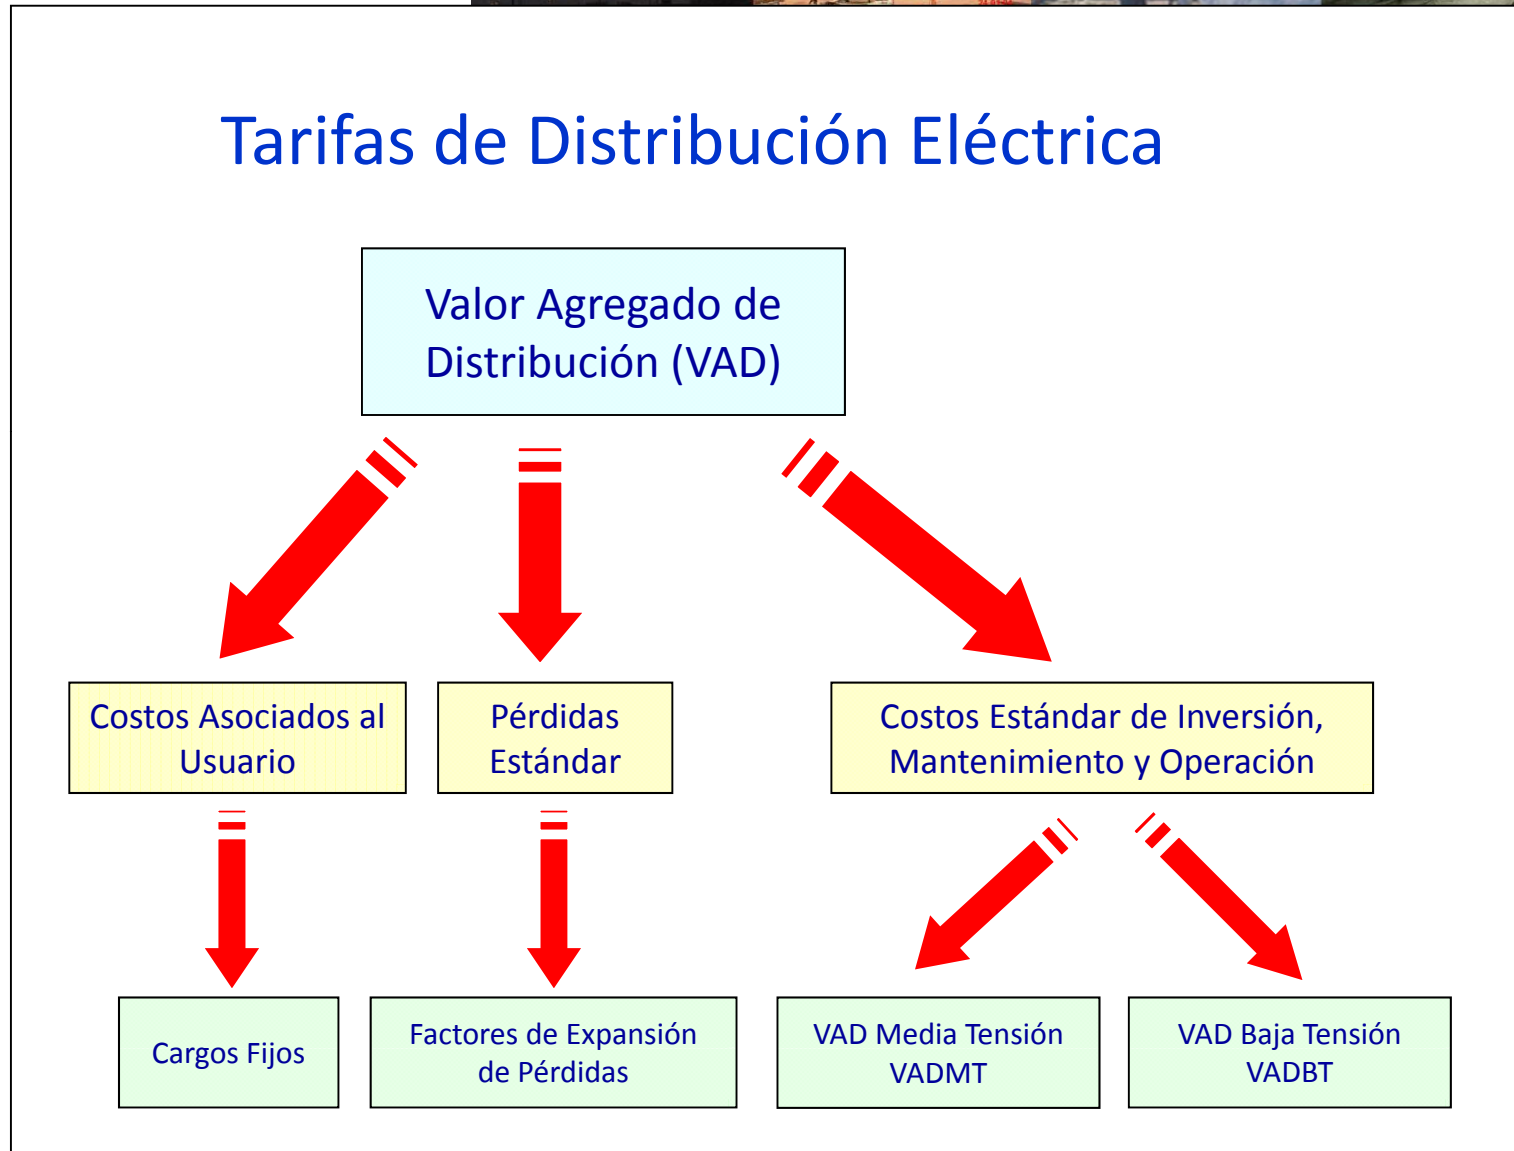 Tarifas de Distribución Eléctrica
Valor Agregado de
Distribución (VAD)
Costos Asociados al
Usuario
Pérdidas
Estándar
Costos Estándar de Inversión,
Mantenimiento y Operación
Cargos Fijos
Factores de Expansión
de Pérdidas
VAD Media Tensión
VADMT
VAD Baja Tensión
VADBT